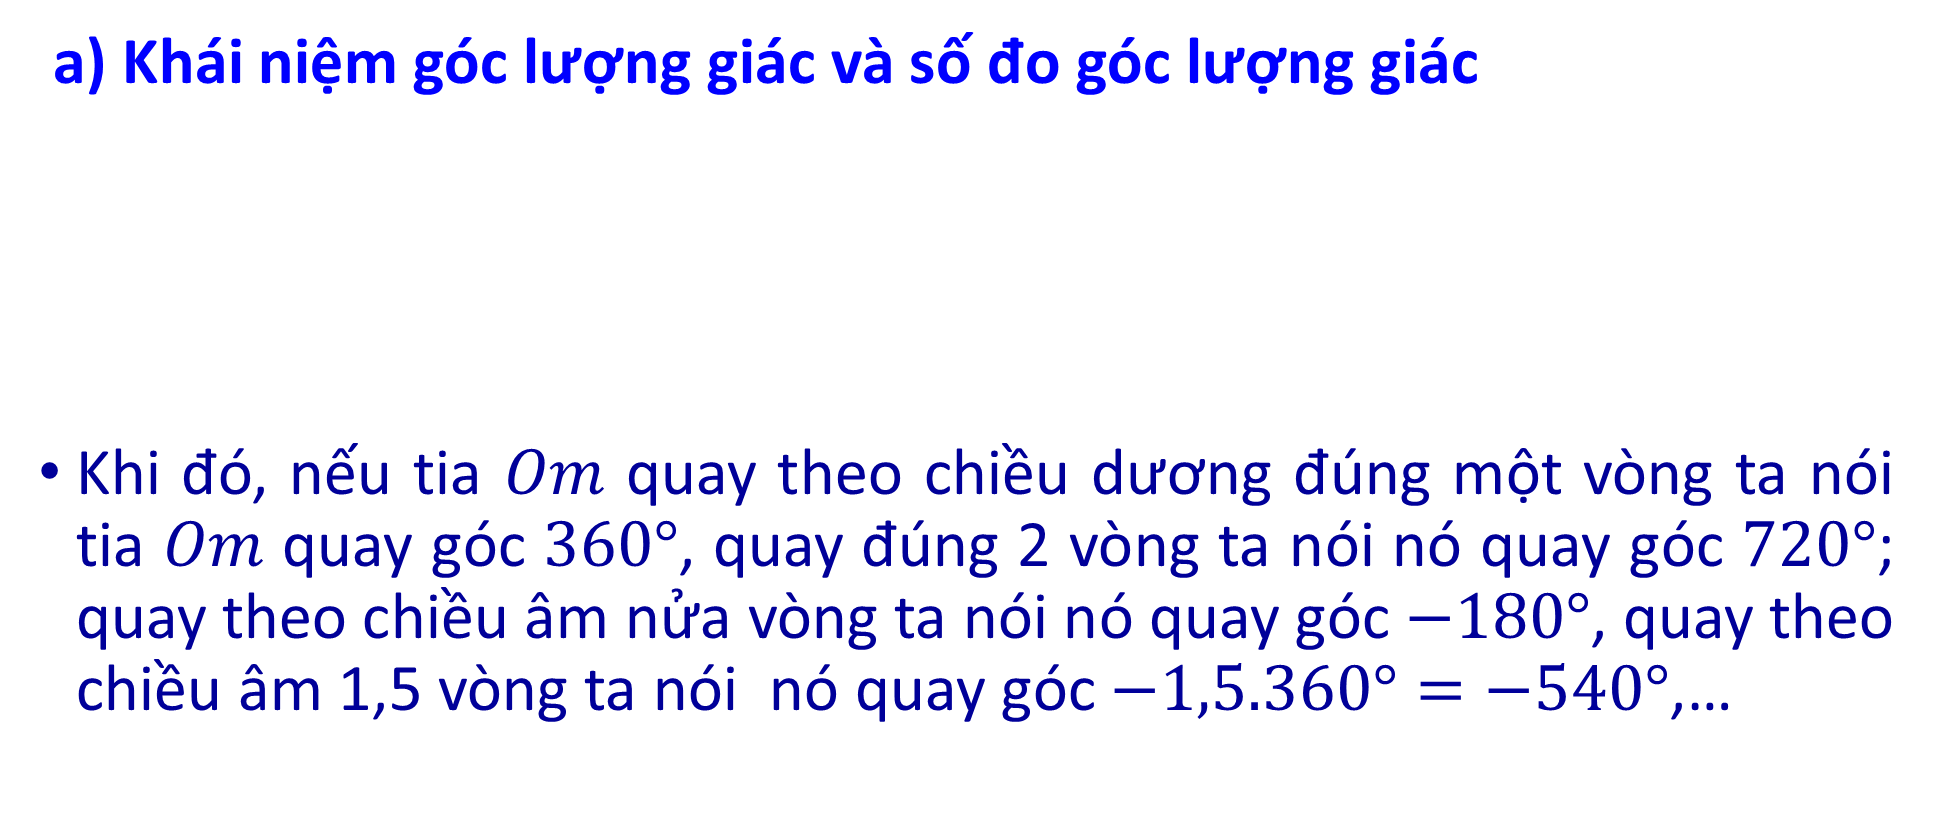 a) Khái niệm góc lượng giác và số đo góc lượng giác
• Khi đó, nếu tia Om quay theo chiều dương đúng một vòng ta nói
tia Om quay góc 360°, quay đúng 2 vòng ta nói nó quay góc 720°;
quay theo chiều âm nửa vòng ta nói nó quay góc −180°, quay theo
chiều âm 1,5 vòng ta nói nó quay góc −1,5.360° = −540°,...